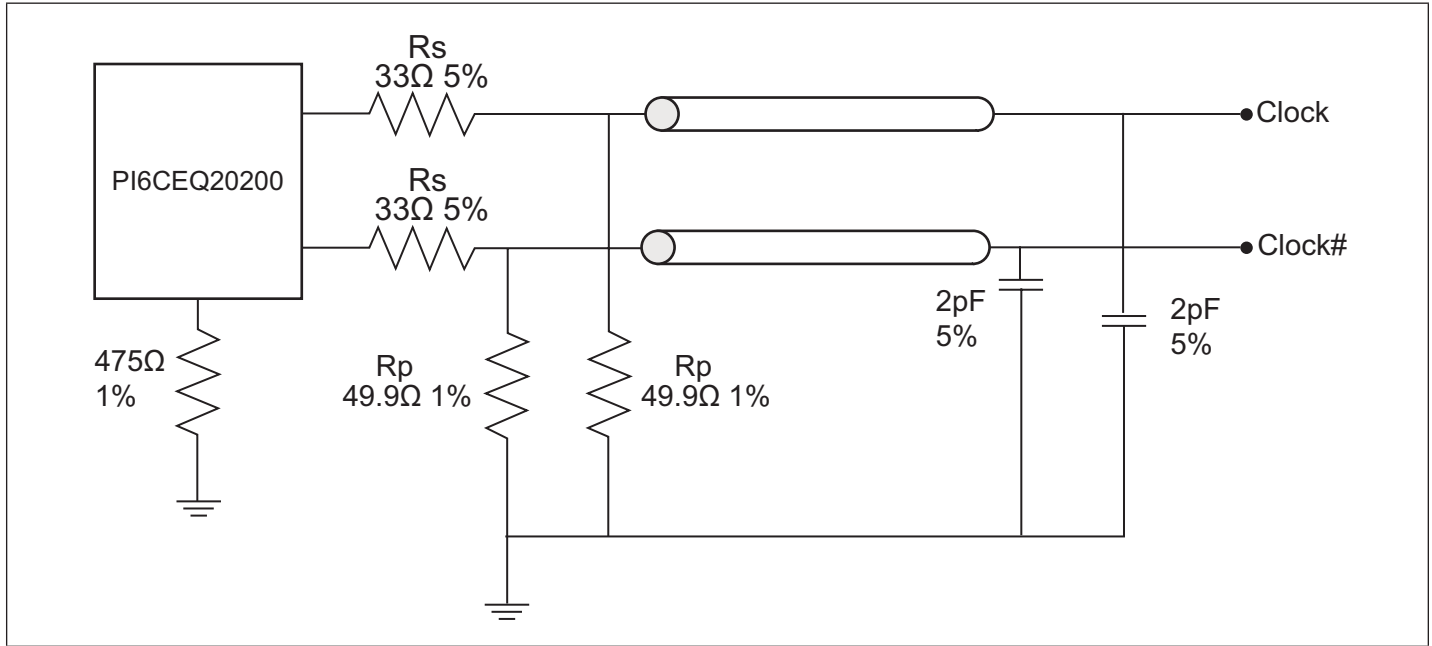 Rs
33Ω 5%
Clock
PI6CEQ20200
Rs
33Ω 5%
Clock#
2pF
5%
2pF
5%
475Ω
1%
Rp
49.9Ω 1%
Rp
49.9Ω 1%